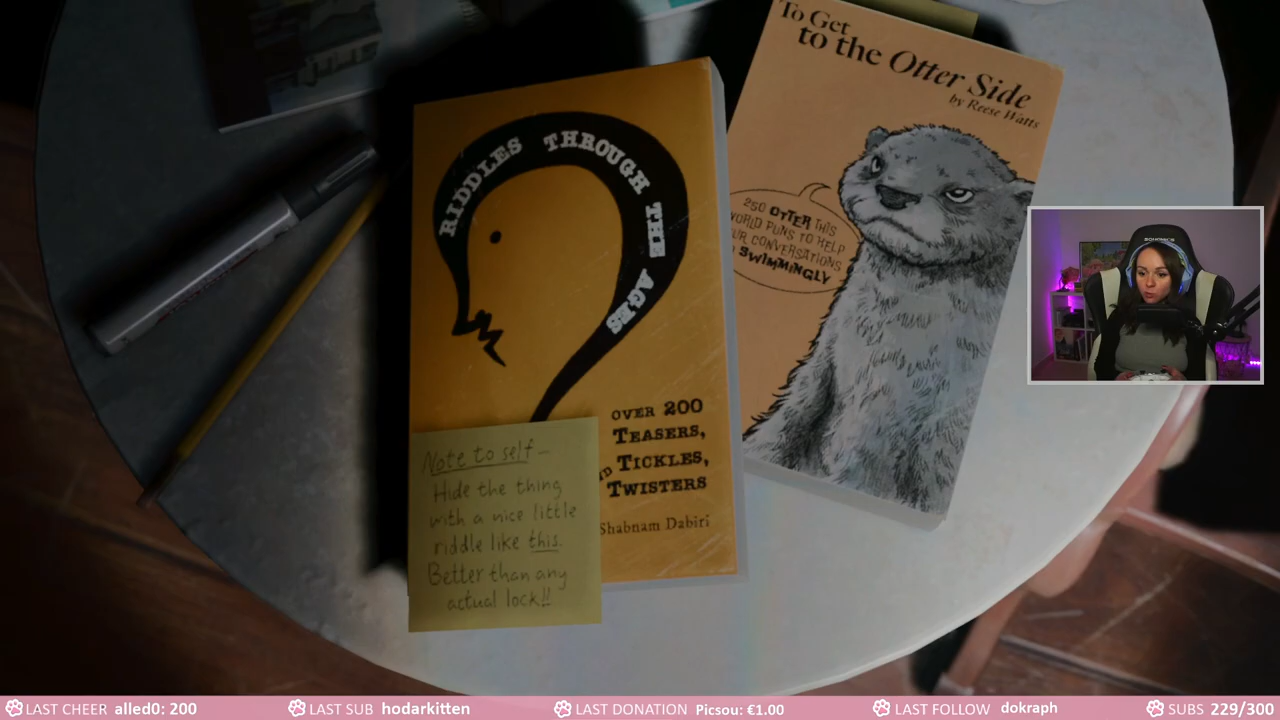 To Get
to the Otter Side
by Reese Watts
250 OTTER THIS
WORLD PUNS TO HELP
CONVERSATIONS
SWIMMINGLY
RIDDLES THROUGH THE AGES
OVER 200
TEASERS,
TICKLES,
TWISTERS
Shabnam Dabiri
Note to self -
Hide the thing
with a nice little
riddle like this.
Better than any
actual lock!!
LAST CHEER alled0: 200
LAST SUB hodarkitten
LAST DONATION Picsou: €1.00
LAST FOLLOW dokraph
SUBS 229/300